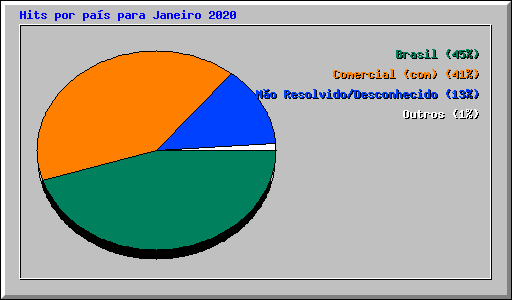 Hits por país para Janeiro 2020
Brasil (45%)
Comercial (com) (41%)
Não Resolvido/Desconhecido (13%)
Outros (1%)